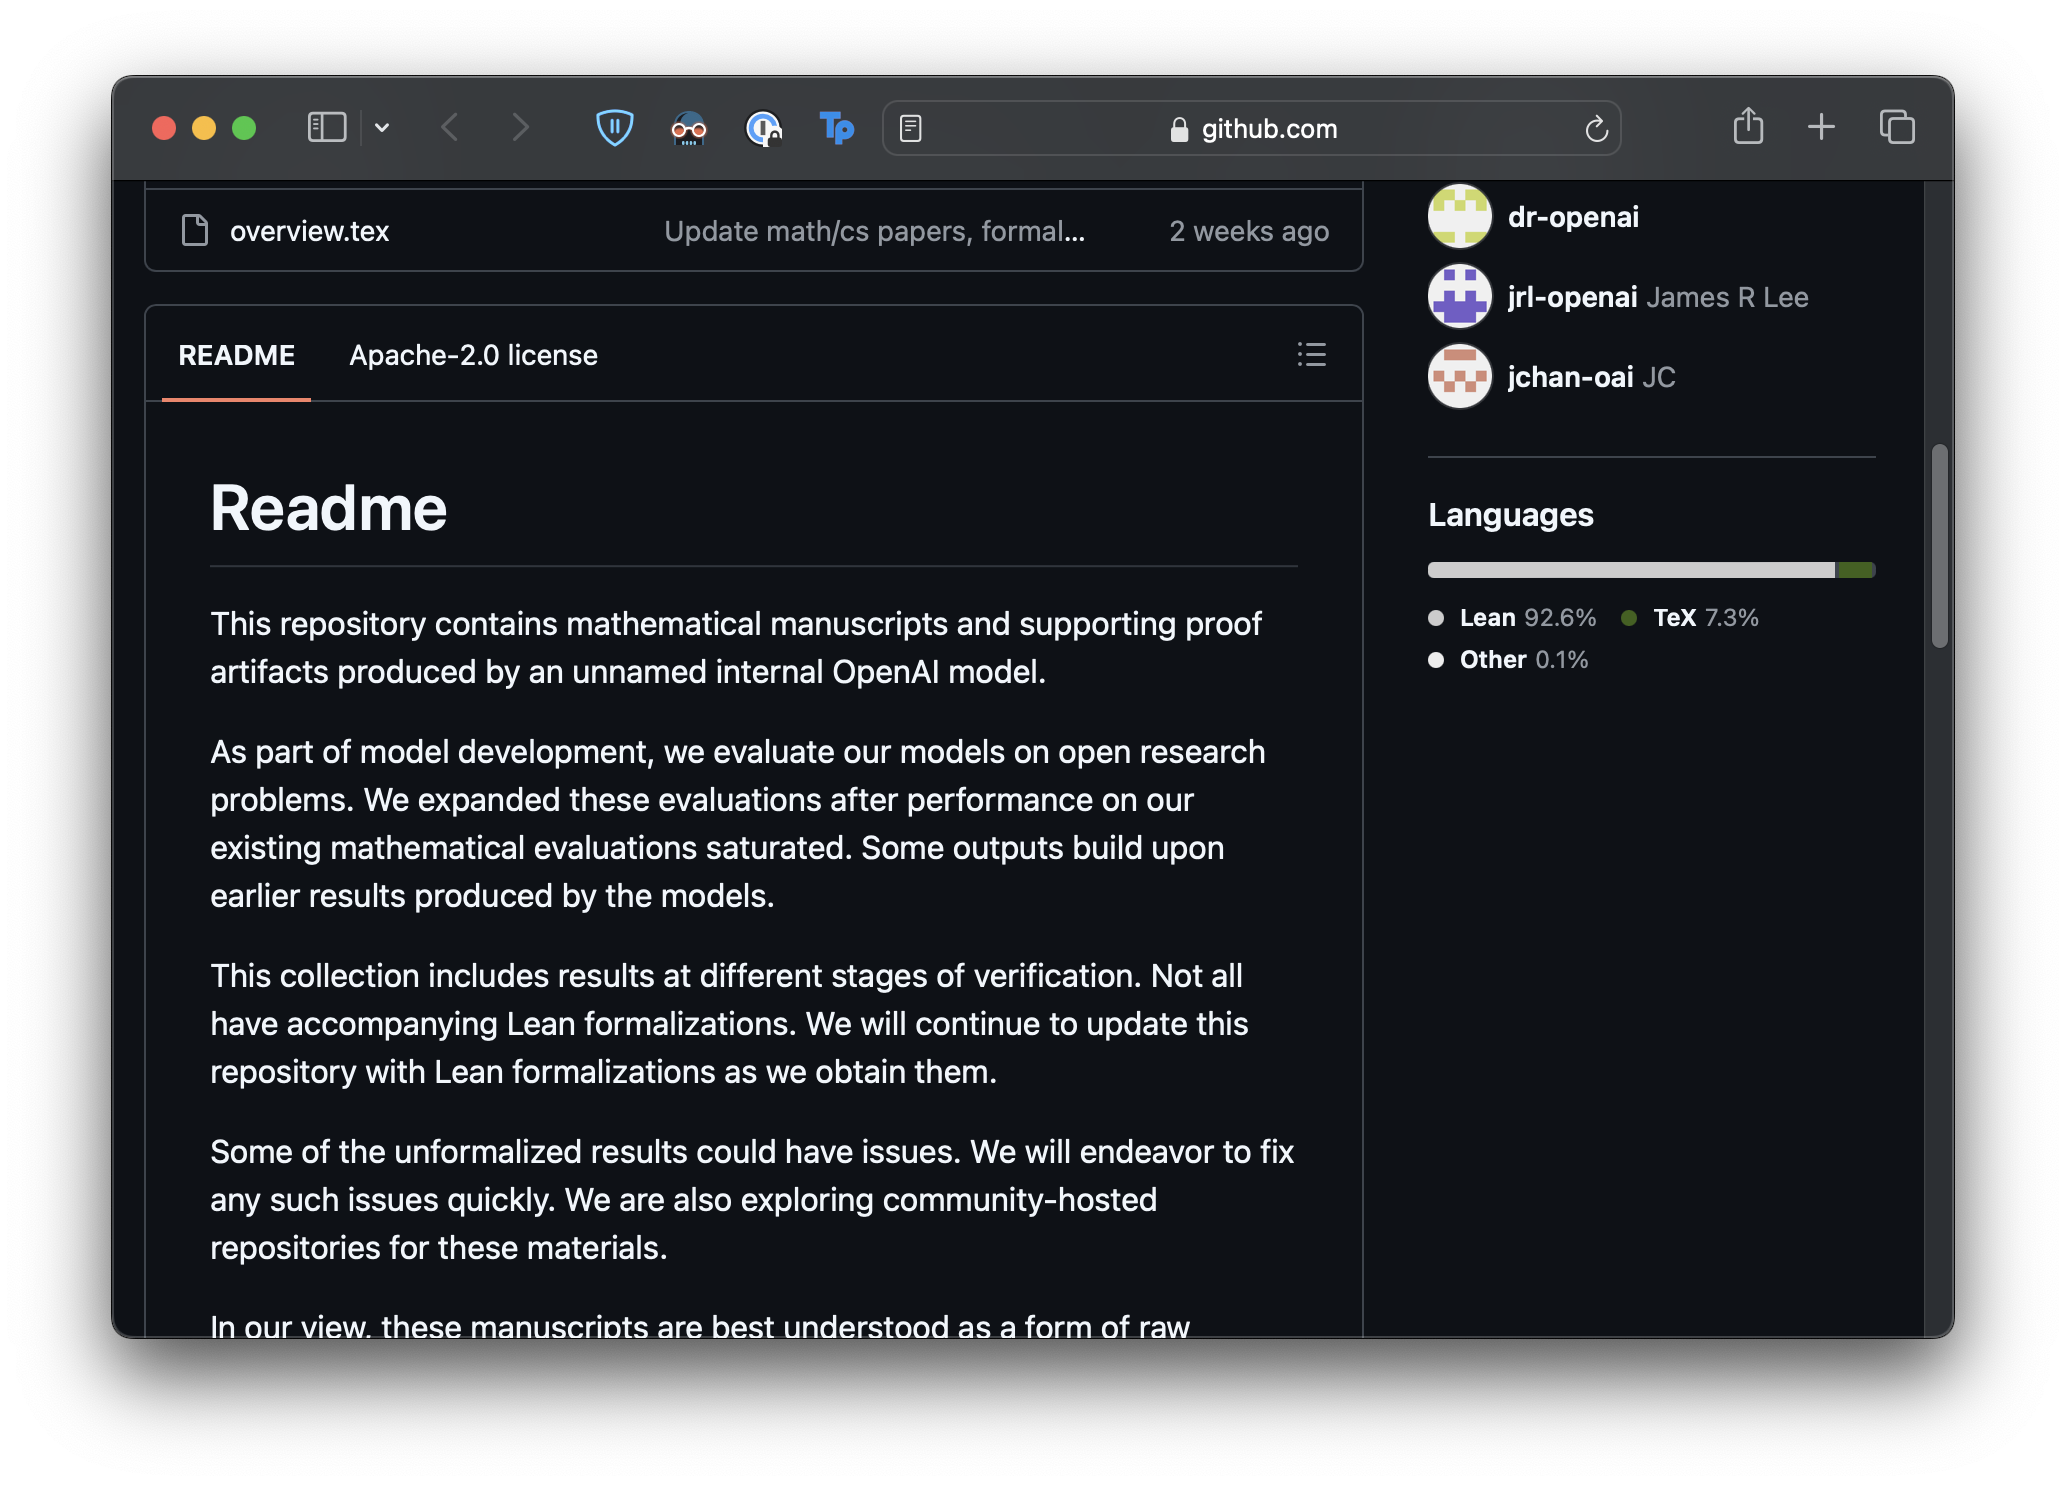 github.com
overview.tex Update math/cs papers, formal... 2 weeks ago
README Apache-2.0 license
Readme
This repository contains mathematical manuscripts and supporting proof
artifacts produced by an unnamed internal OpenAI model.
As part of model development, we evaluate our models on open research
problems. We expanded these evaluations after performance on our
existing mathematical evaluations saturated. Some outputs build upon
earlier results produced by the models.
This collection includes results at different stages of verification. Not all
have accompanying Lean formalizations. We will continue to update this
repository with Lean formalizations as we obtain them.
Some of the unformalized results could have issues. We will endeavor to fix
any such issues quickly. We are also exploring community-hosted
repositories for these materials.
In our view, these manuscripts are best understood as a form of raw
dr-openai
jrl-openai James R Lee
jchan-oai JC
Languages
Lean 92.6% TeX 7.3%
Other 0.1%